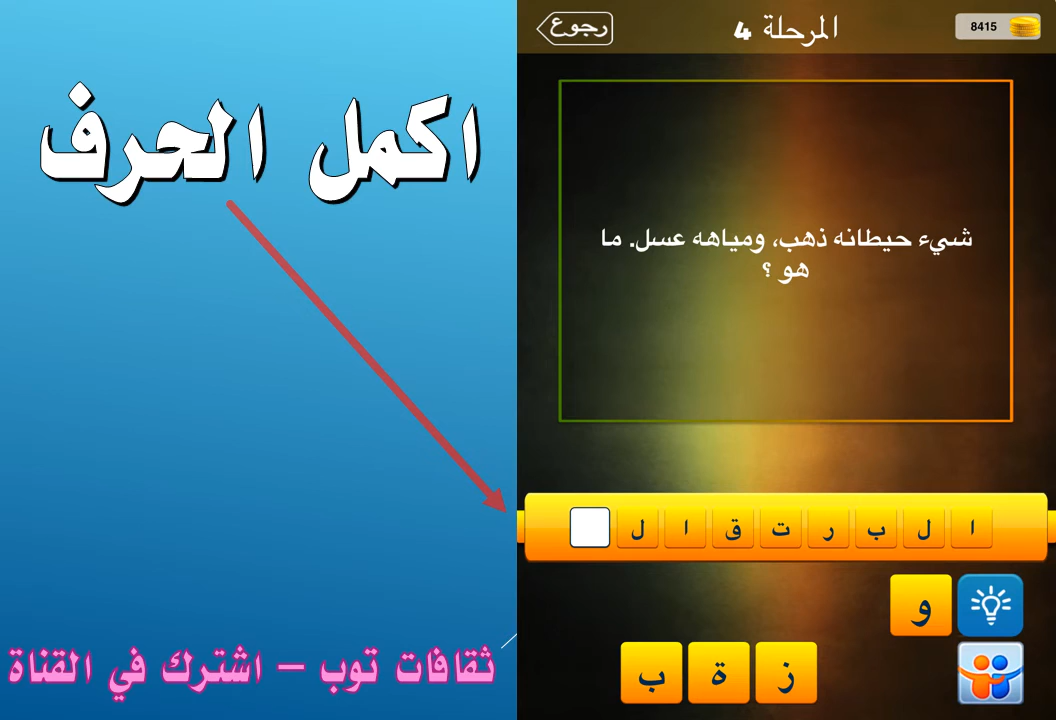 اكمل الحرف
ثقافات توب – اشترك في القناة
رجوع
المرحلة 4
8415
شيء حيطانه ذهب، ومياهه عسل. ما
هو ؟
ا ل ب ر ت ق ا ل
و
ز ة ب